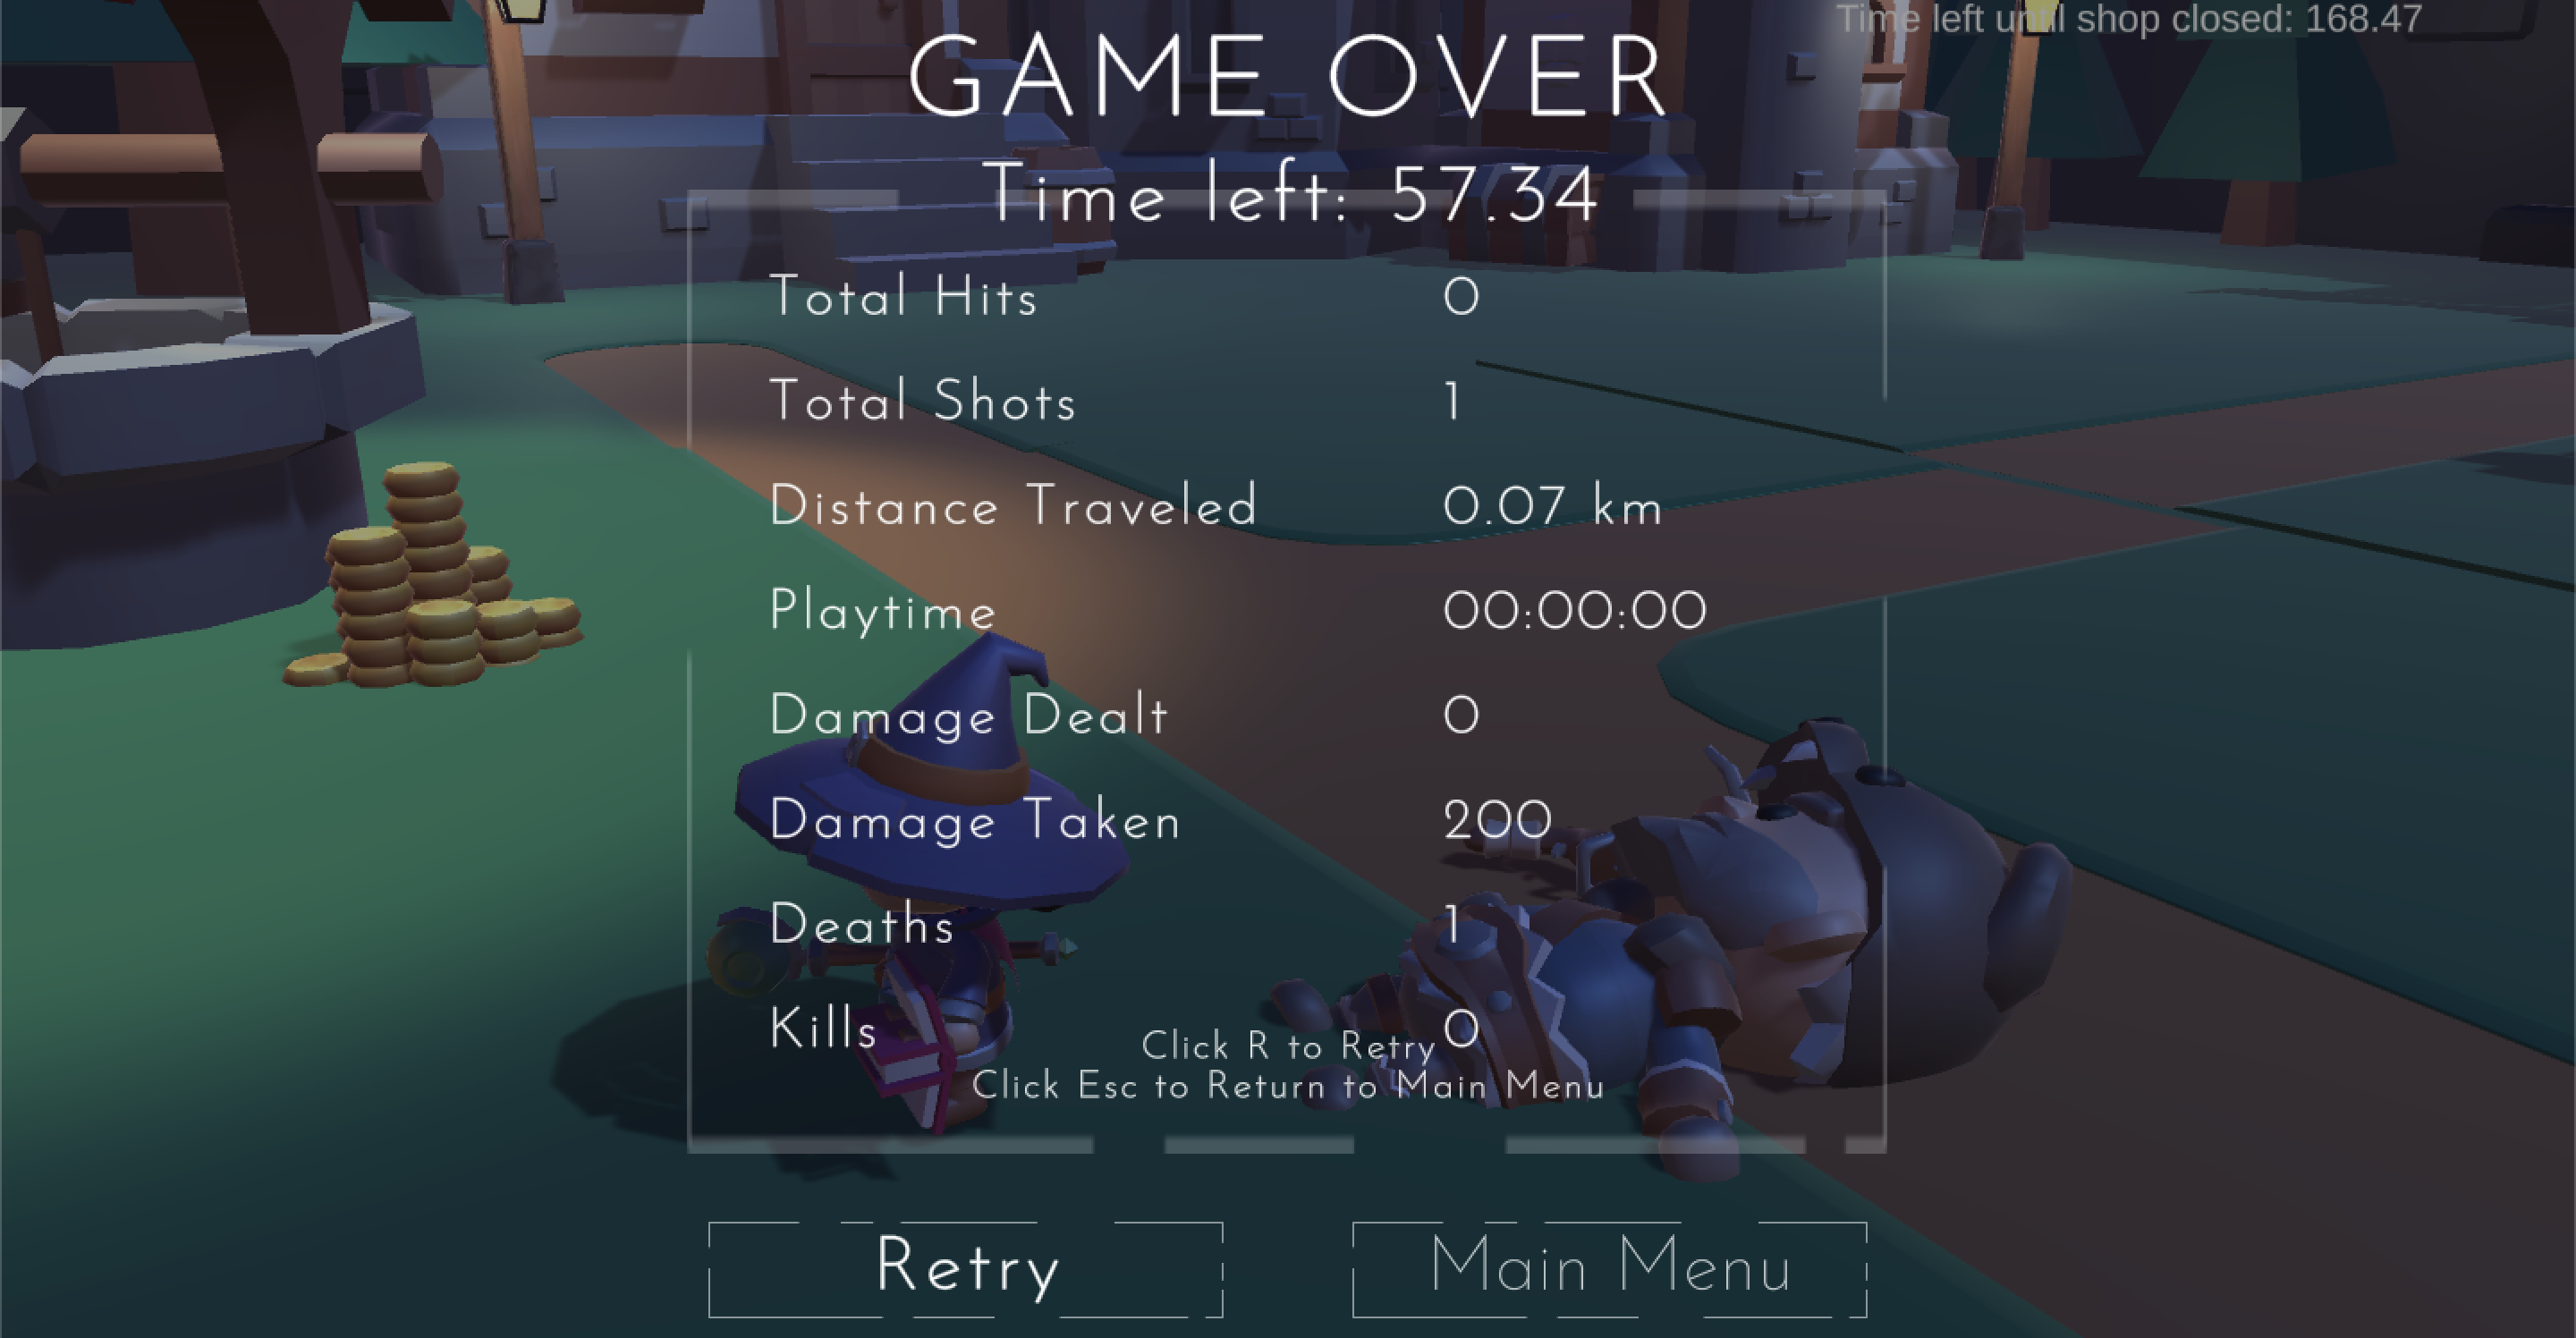 Time left until shop closed: 168.47
GAME OVER
Time left: 57.34
Total Hits 0
Total Shots 1
Distance Traveled 0.07 km
Playtime 00:00:00
Damage Dealt 0
Damage Taken 200
Deaths 1
Kills 0
Click R to Retry
Click Esc to Return to Main Menu
Retry Main Menu